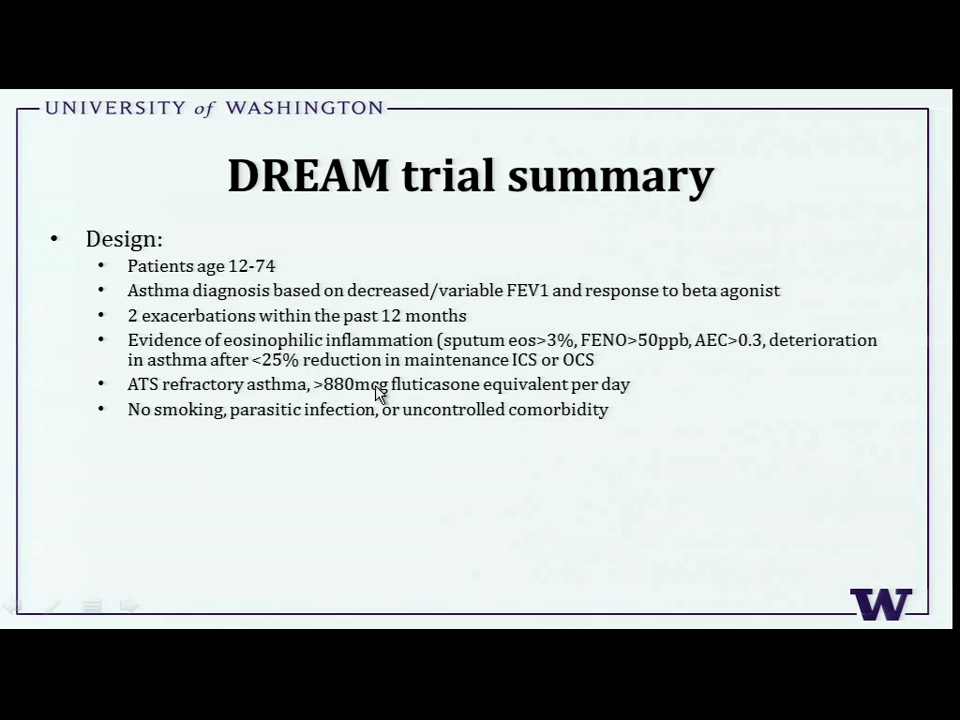 UNIVERSITY of WASHINGTON
DREAM trial summary
• Design:
• Patients age 12-74
• Asthma diagnosis based on decreased/variable FEV1 and response to beta agonist
• 2 exacerbations within the past 12 months
• Evidence of eosinophilic inflammation (sputum eos>3%, FENO>50ppb, AEC>0.3, deterioration
in asthma after <25% reduction in maintenance ICS or OCS
• ATS refractory asthma, >880mcg fluticasone equivalent per day
• No smoking, parasitic infection, or uncontrolled comorbidity
W